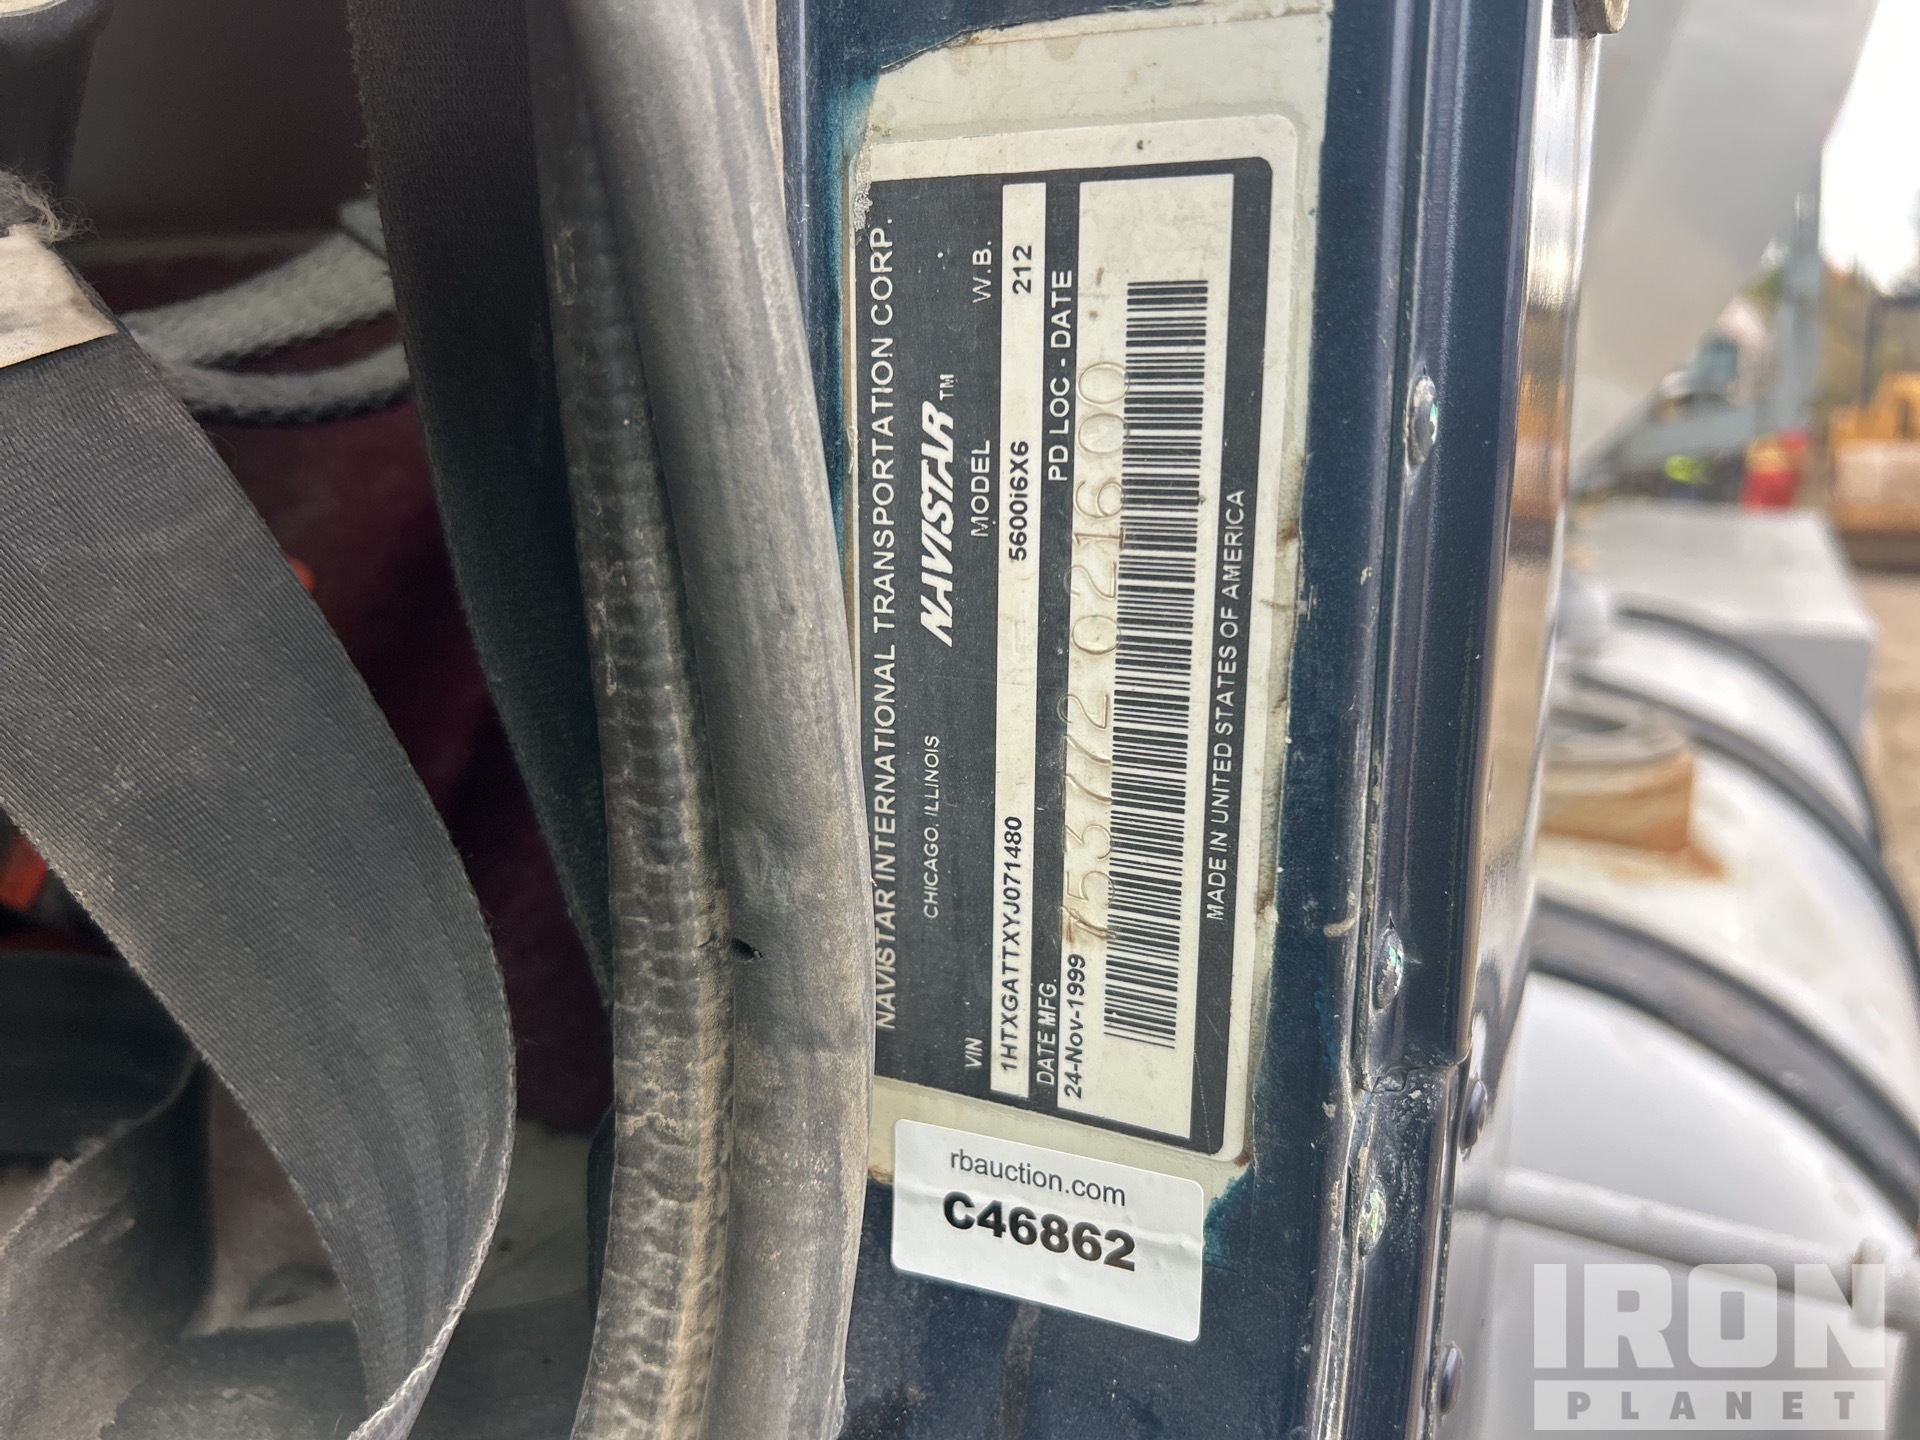 NAVISTAR INTERNATIONAL TRANSPORTATION CORP.
CHICAGO, ILLINOIS NAVISTAR™
VIN MODEL W.B.
1HTXGATTXYJ071480 5600i6X6 212
DATE MFG. PD LOC - DATE
24-Nov-1999 753772 021600
MADE IN UNITED STATES OF AMERICA
rbauction.com
C46862
IRON
PLANET